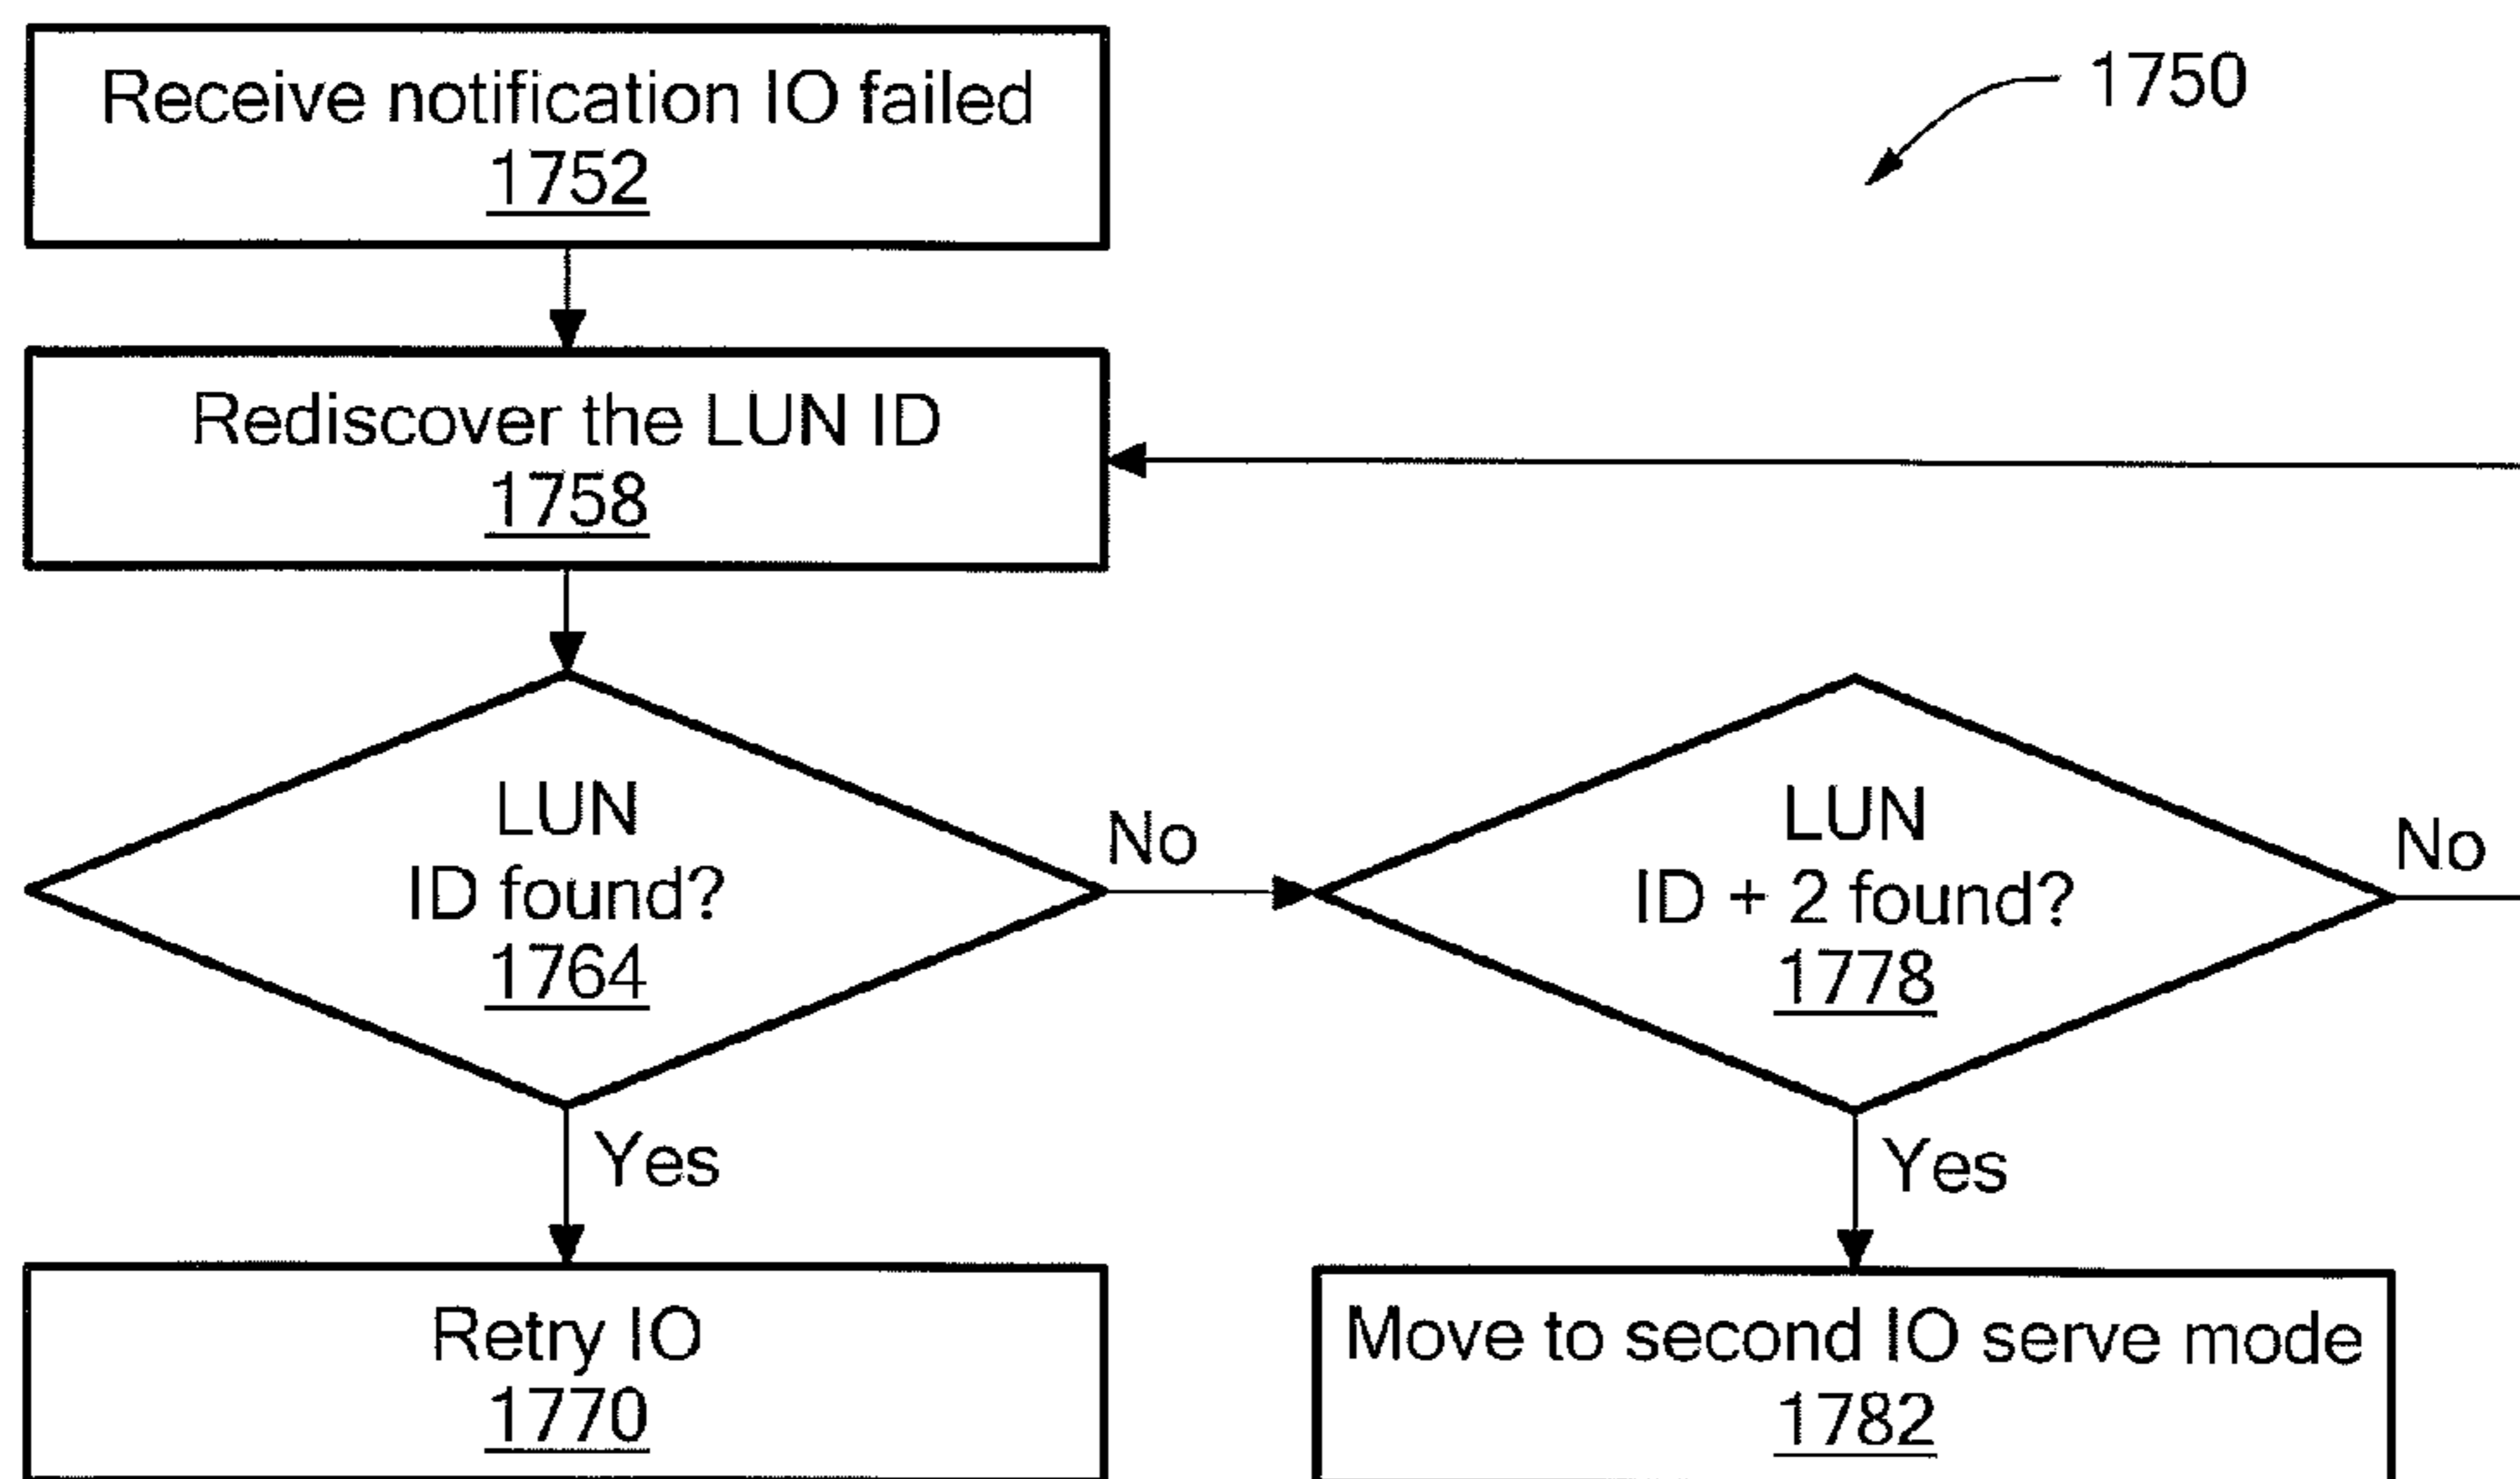 Receive notification IO failed
1752
1750
Rediscover the LUN ID
1758
LUN
ID found?
1764
No
LUN
ID + 2 found?
1778
No
Yes
Yes
Retry IO
1770
Move to second IO serve mode
1782